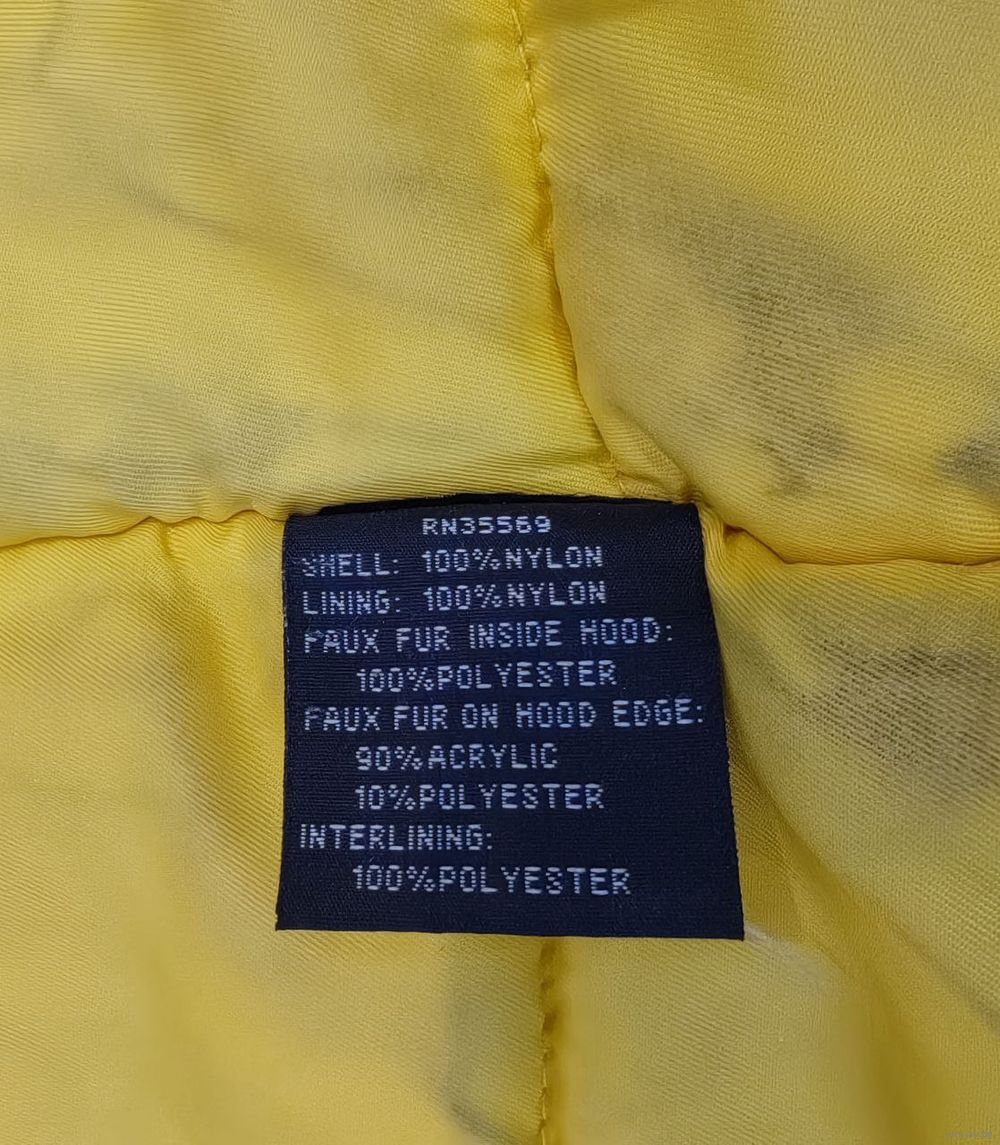 RN35569
SHELL: 100%NYLON
LINING: 100%NYLON
FAUX FUR INSIDE HOOD:
100%POLYESTER
FAUX FUR ON HOOD EDGE:
90%ACRYLIC
10%POLYESTER
INTERLINING:
100%POLYESTER